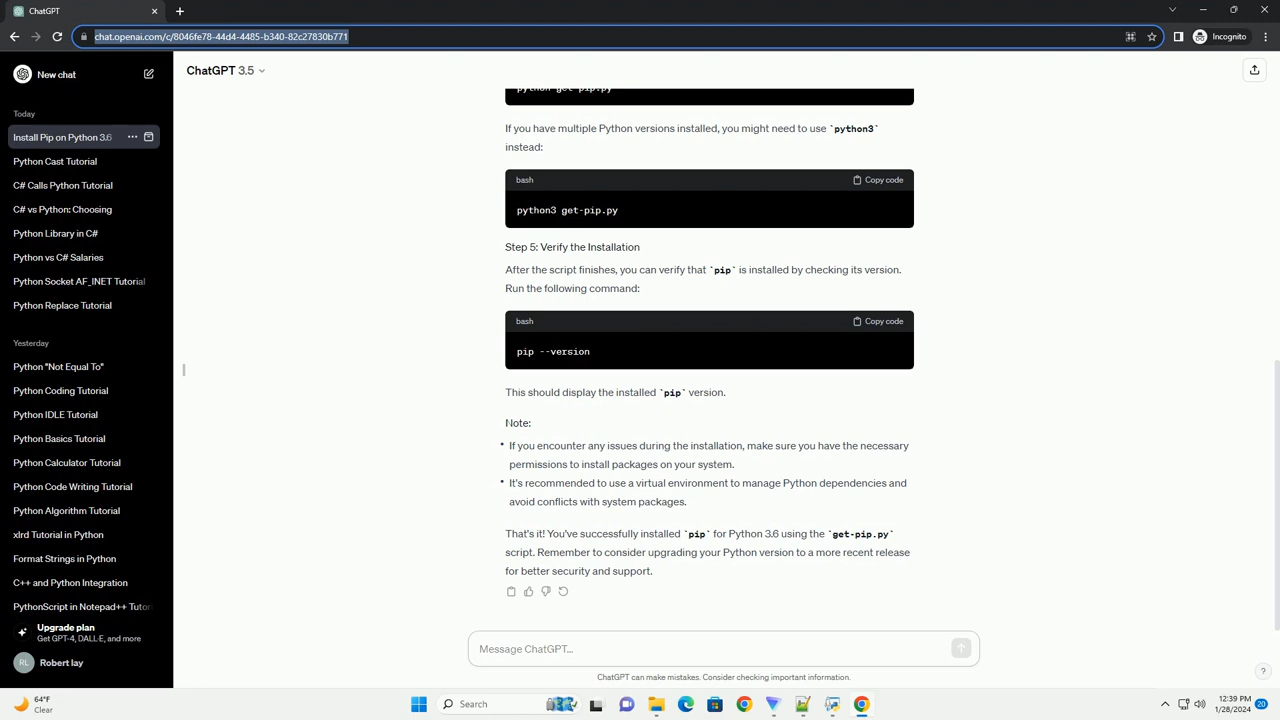 ChatGPT
chat.openai.com/c/8046fe78-44d4-4485-b340-82c27830b771
Incognito
New chat
Today
Install Pip on Python 3.6
Python Cast Tutorial
C# Calls Python Tutorial
C# vs Python: Choosing
Python Library in C#
Python vs C# Salaries
Python Socket AF_INET Tutorial
Python Replace Tutorial
Yesterday
Python "Not Equal To"
Python Coding Tutorial
Python IDLE Tutorial
Python Basics Tutorial
Python Calculator Tutorial
Python Code Writing Tutorial
Python Algorithm Tutorial
xlrd Tutorial in Python
Format Strings in Python
C++ and Python Integration
PythonScript in Notepad++ Tutori
Upgrade plan
Get GPT-4, DALL·E, and more
RL Robert lay
ChatGPT 3.5
python get-pip.py
If you have multiple Python versions installed, you might need to use `python3`
instead:
bash Copy code
python3 get-pip.py
Step 5: Verify the Installation
After the script finishes, you can verify that `pip` is installed by checking its version.
Run the following command:
bash Copy code
pip --version
This should display the installed `pip` version.
Note:
• If you encounter any issues during the installation, make sure you have the necessary
permissions to install packages on your system.
• It's recommended to use a virtual environment to manage Python dependencies and
avoid conflicts with system packages.
That's it! You've successfully installed `pip` for Python 3.6 using the `get-pip.py`
script. Remember to consider upgrading your Python version to a more recent release
for better security and support.
Message ChatGPT...
ChatGPT can make mistakes. Consider checking important information.
?
64°F
Clear
Search
12:39 PM
1/28/2024
20